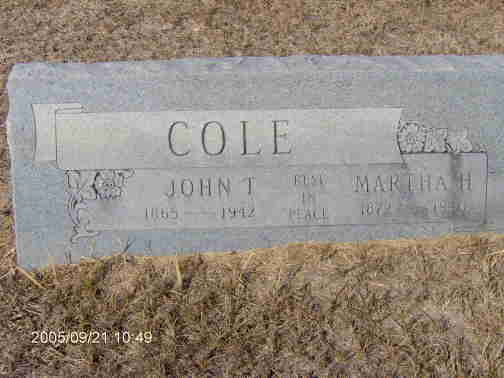 COLE
JOHN T REST MARTHA H
IN
1865 — 1942 PEACE 1872 —
2005/09/21 10:49